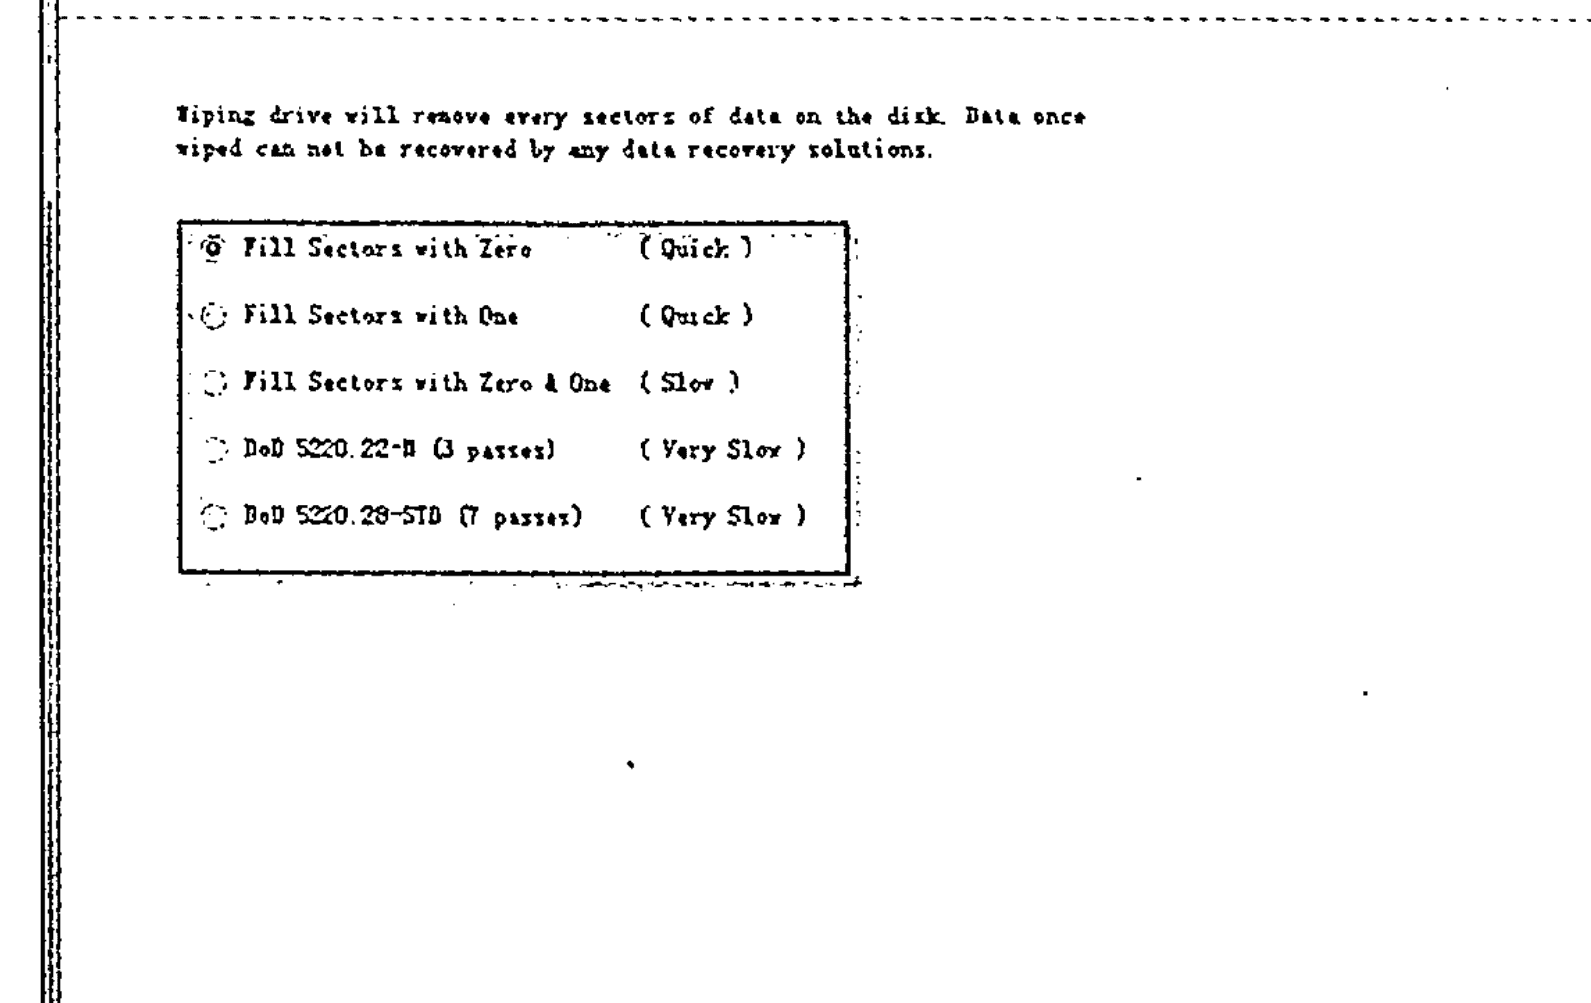 Wiping drive will remove every sectors of data on the disk. Data once
wiped can not be recovered by any data recovery solutions.
Fill Sectors with Zero ( Quick )
Fill Sectors with One ( Quick )
Fill Sectors with Zero & One ( Slow )
DoD 5220.22-M (3 passes) ( Very Slow )
DoD 5220.28-STD (7 passes) ( Very Slow )